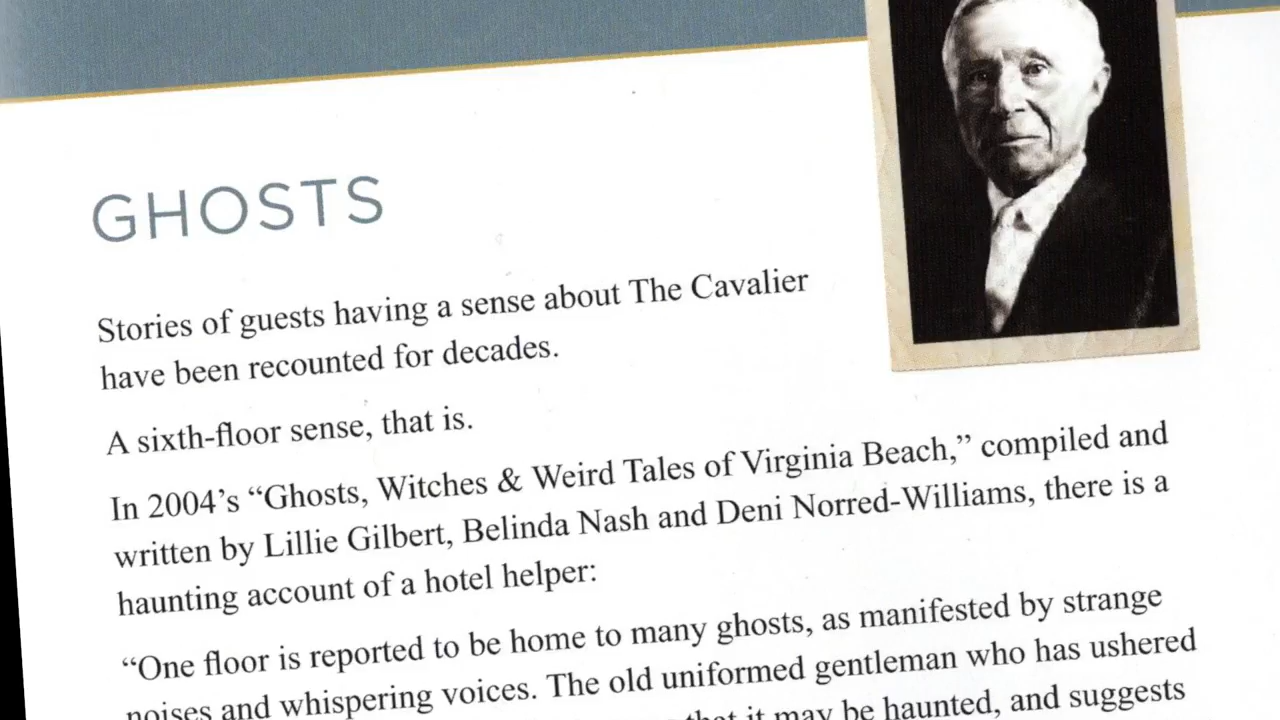 GHOSTS
Stories of guests having a sense about The Cavalier
have been recounted for decades.
A sixth-floor sense, that is.
In 2004’s “Ghosts, Witches & Weird Tales of Virginia Beach,” compiled and
written by Lillie Gilbert, Belinda Nash and Deni Norred-Williams, there is a
haunting account of a hotel helper:
“One floor is reported to be home to many ghosts, as manifested by strange
noises and whispering voices. The old uniformed gentleman who has ushered
that it may be haunted, and suggests